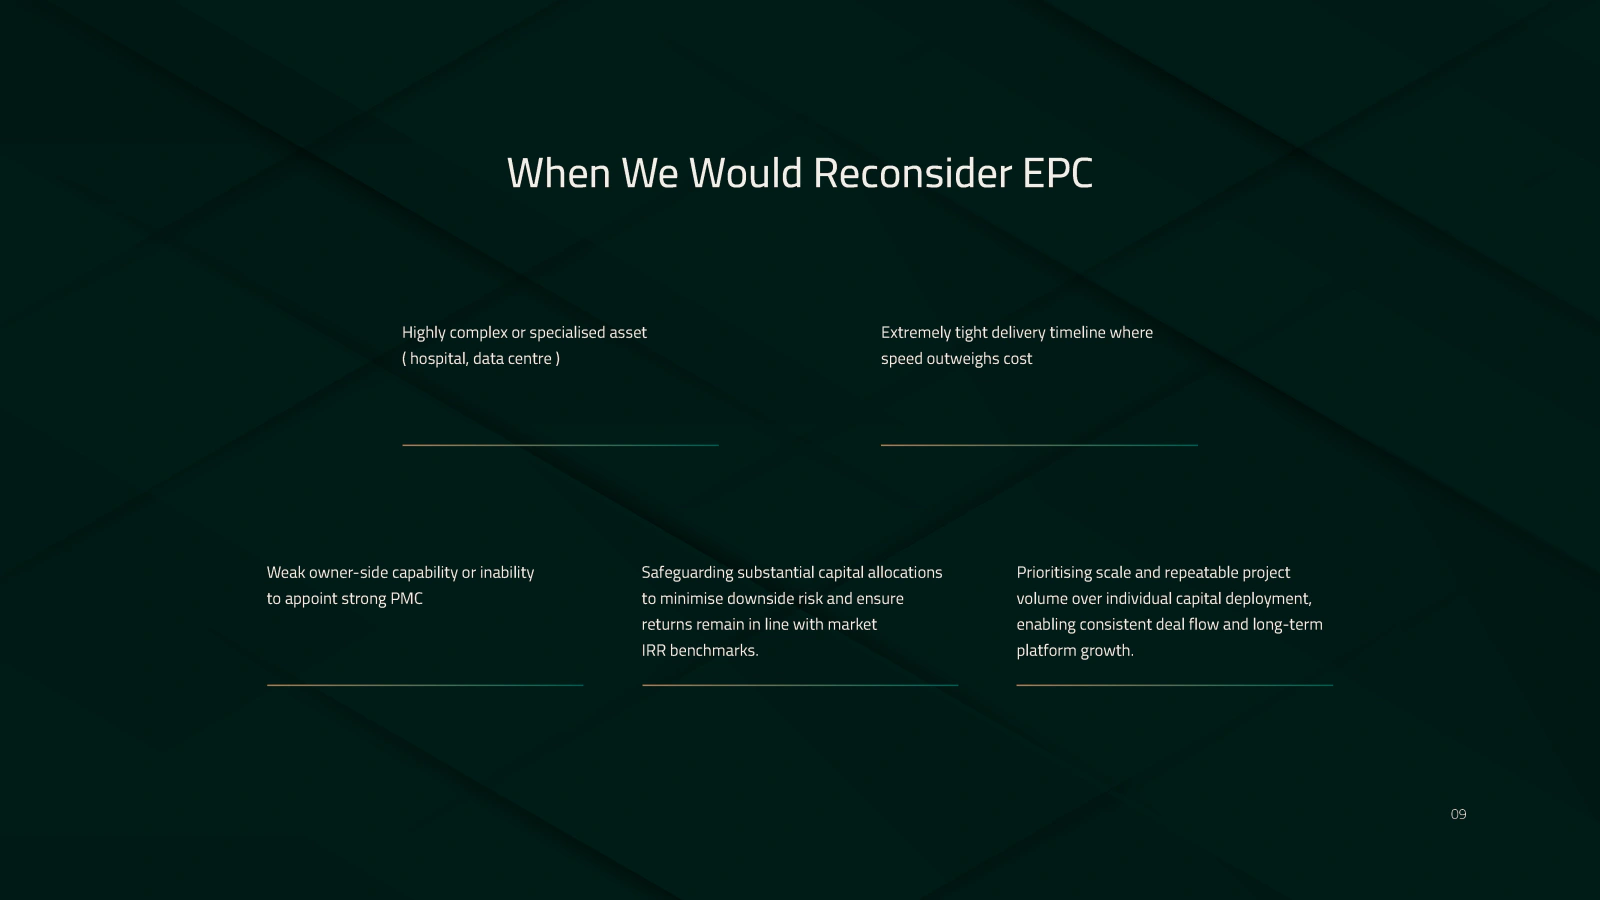 When We Would Reconsider EPC
Highly complex or specialised asset
( hospital, data centre )
Extremely tight delivery timeline where
speed outweighs cost
Weak owner-side capability or inability
to appoint strong PMC
Safeguarding substantial capital allocations
to minimise downside risk and ensure
returns remain in line with market
IRR benchmarks.
Prioritising scale and repeatable project
volume over individual capital deployment,
enabling consistent deal flow and long-term
platform growth.
09